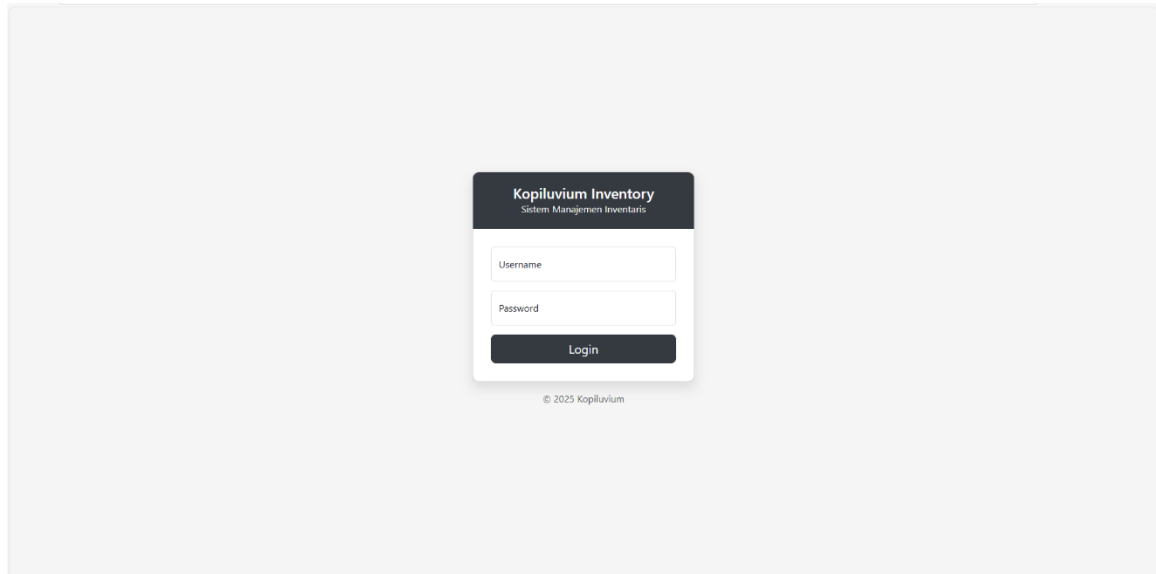 Kopiluvium Inventory
Sistem Manajemen Inventaris
Username
Password
Login
© 2025 Kopiluvium